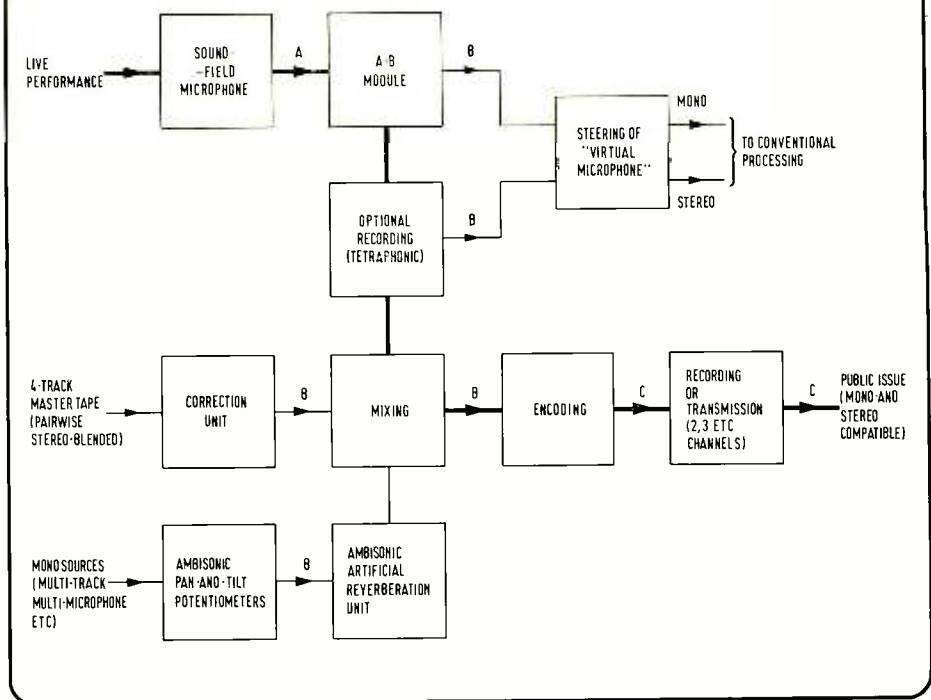 LIVE
PERFORMANCE
SOUND-
-FIELD
MICROPHONE
A
A-B
MODULE
B
STEERING OF
"VIRTUAL
MICROPHONE"
MONO
STEREO
TO CONVENTIONAL
PROCESSING
OPTIONAL
RECORDING
(TETRAPHONIC)
B
4-TRACK
MASTER TAPE
(PAIRWISE
STEREO-BLENDED)
CORRECTION
UNIT
B
MIXING
B
ENCODING
C
RECORDING
OR
TRANSMISSION
(2,3 ETC
CHANNELS)
C
PUBLIC ISSUE
(MONO-AND
STEREO
COMPATIBLE)
MONO SOURCES
(MULTI-TRACK
MULTI-MICROPHONE
ETC)
AMBISONIC
PAN-AND-TILT
POTENTIOMETERS
B
AMBISONIC
ARTIFICIAL
REVERBERATION
UNIT